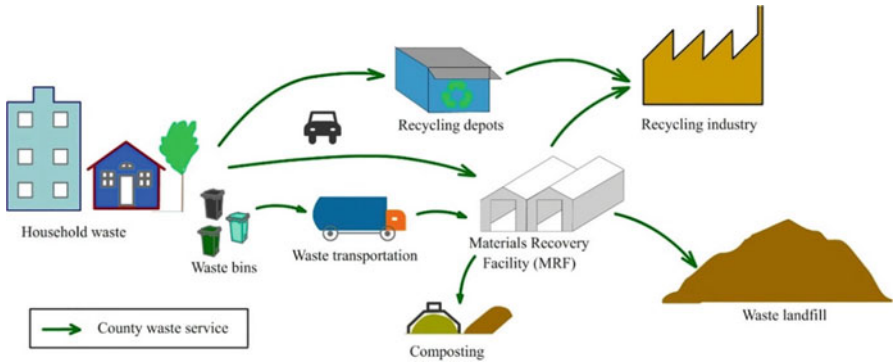 Recycling depots
Recycling industry
Household waste
Waste bins
Waste transportation
Materials Recovery
Facility (MRF)
Waste landfill
County waste service
Composting